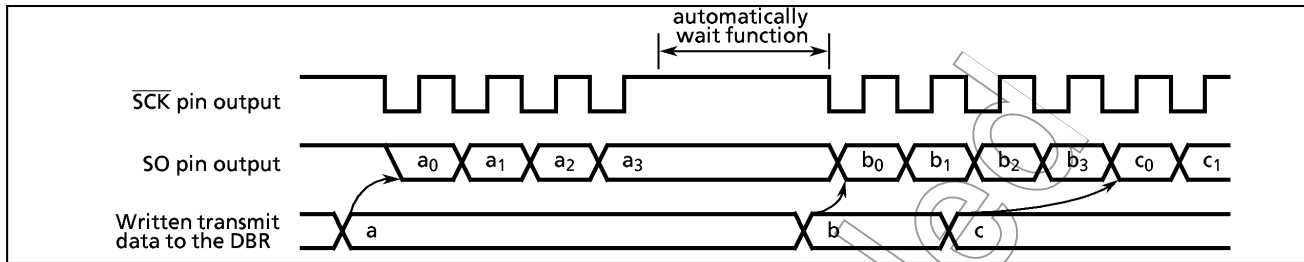 automatically
wait function
SCK pin output
SO pin output
a0 a1 a2 a3 b0 b1 b2 b3 c0 c1
Written transmit
data to the DBR
a b c